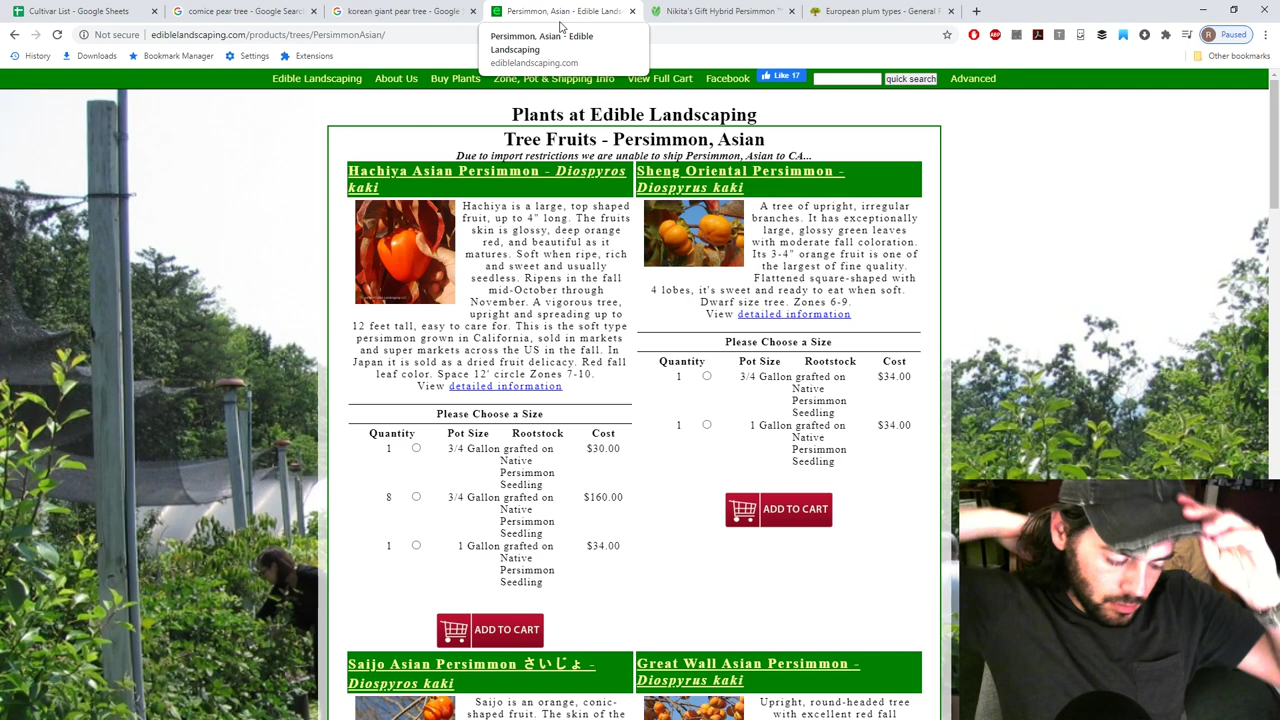 Cultivar List - Google Sheets
comice pear tree - Google Search
korean giant pear tree - Google
Persimmon, Asian - Edible Lands
Nikita's Gift Hybrid Persimmon ™
European plum types - Google S
Not secure | ediblelandscaping.com/products/trees/PersimmonAsian/
Paused
History
Downloads
Bookmark Manager
Settings
Extensions
Other bookmarks
Persimmon, Asian - Edible
Landscaping
ediblelandscaping.com
Edible Landscaping About Us Buy Plants Zone, Pot & Shipping Info View Full Cart Facebook Like 17 quick search Advanced
Plants at Edible Landscaping
Tree Fruits - Persimmon, Asian
Due to import restrictions we are unable to ship Persimmon, Asian to CA...
Hachiya Asian Persimmon - Diospyros
kaki
Hachiya is a large, top shaped
fruit, up to 4" long. The fruits
skin is glossy, deep orange
red, and beautiful as it
matures. Soft when ripe, rich
and sweet and usually
seedless. Ripens in the fall
mid-October through
November. A vigorous tree,
upright and spreading up to
12 feet tall, easy to care for. This is the soft type
persimmon grown in California, sold in markets
and super markets across the US in the fall. In
Japan it is sold as a dried fruit delicacy. Red fall
leaf color. Space 12' circle Zones 7-10.
View detailed information
Please Choose a Size
Quantity Pot Size Rootstock Cost
1 3/4 Gallon grafted on $30.00
Native
Persimmon
Seedling
8 3/4 Gallon grafted on $160.00
Native
Persimmon
Seedling
1 1 Gallon grafted on $34.00
Native
Persimmon
Seedling
ADD TO CART
Sheng Oriental Persimmon -
Diospyrus kaki
A tree of upright, irregular
branches. It has exceptionally
large, glossy green leaves
with moderate fall coloration.
Its 3-4" orange fruit is one of
the largest of fine quality.
Flattened square-shaped with
4 lobes, it's sweet and ready to eat when soft.
Dwarf size tree. Zones 6-9.
View detailed information
Please Choose a Size
Quantity Pot Size Rootstock Cost
1 3/4 Gallon grafted on $34.00
Native
Persimmon
Seedling
1 1 Gallon grafted on $34.00
Native
Persimmon
Seedling
ADD TO CART
Saijo Asian Persimmon さいじょ -
Diospyros kaki
Saijo is an orange, conic-
shaped fruit. The skin of the
Great Wall Asian Persimmon -
Diospyrus kaki
Upright, round-headed tree
with excellent red fall